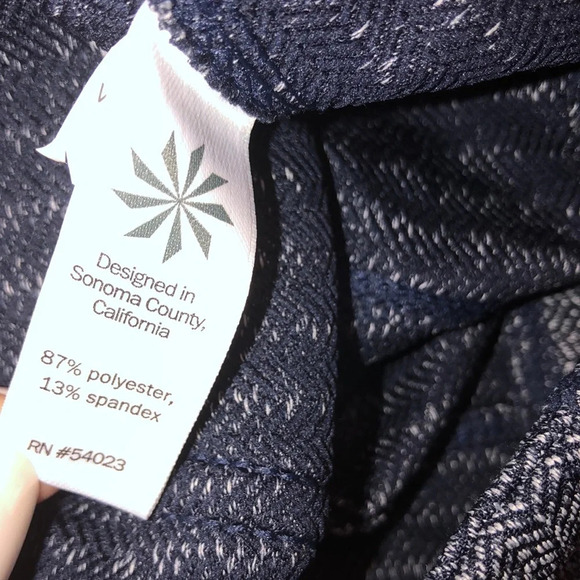 Designed in
Sonoma County,
California
87% polyester,
13% spandex
RN #54023